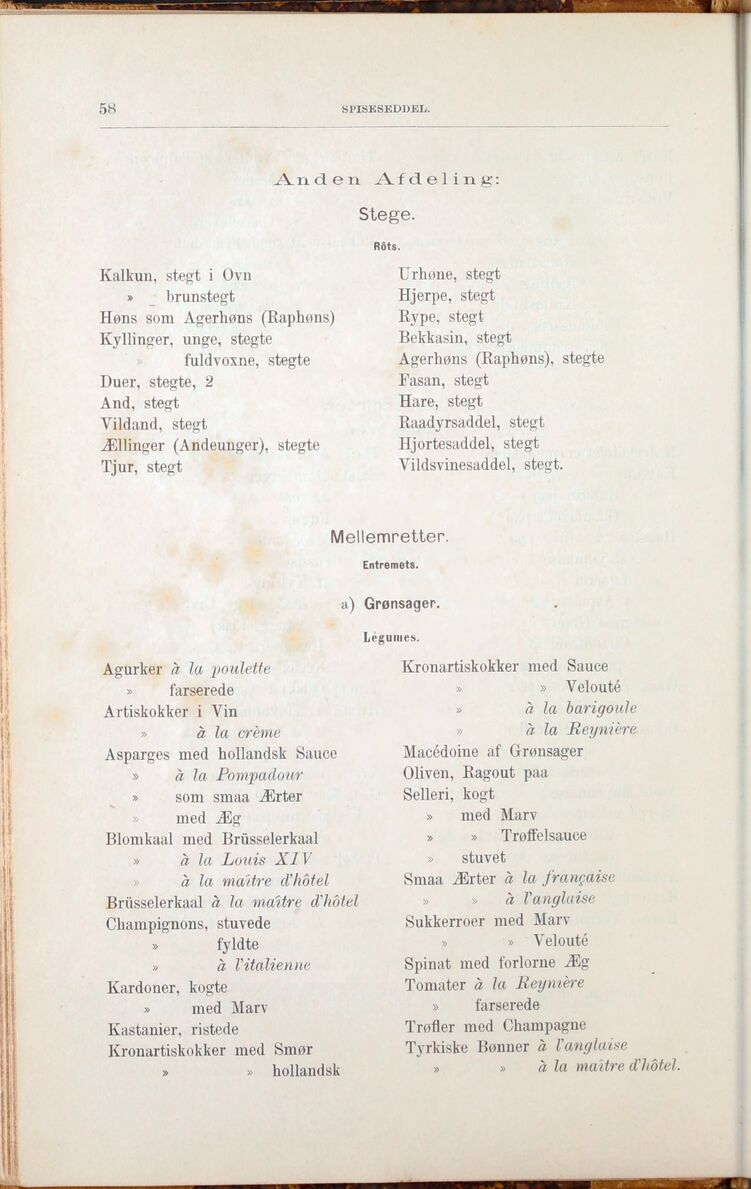 58
SPISESEDDEL.
Anden Afdeling:
Stege.
Rôts.
Kalkun, stegt i Ovn
» brunstegt
Høns som Agerhøns (Raphøns)
Kyllinger, unge, stegte
» fuldvoxne, stegte
Duer, stegte, 2
And, stegt
Vildand, stegt
Ællinger (Andeunger), stegte
Tjur, stegt
Urhøne, stegt
Hjerpe, stegt
Rype, stegt
Bekkasin, stegt
Agerhøns (Raphøns), stegte
Fasan, stegt
Hare, stegt
Raadyrsaddel, stegt
Hjortesaddel, stegt
Vildsvinesaddel, stegt.
Mellemretter.
Entremets.
a) Grønsager.
Légumes.
Agurker à la poulette
» farserede
Artiskokker i Vin
» à la crème
Asparges med hollandsk Sauce
» à la Pompadour
» som smaa Ærter
» med Æg
Blomkaal med Brüsselerkaal
» à la Louis XIV
» à la maître d'hôtel
Brüsselerkaal à la maître d'hôtel
Champignons, stuvede
» fyldte
» à l'italienne
Kardoner, kogte
» med Marv
Kastanier, ristede
Kronartiskokker med Smør
» » hollandsk
Kronartiskokker med Sauce
» » Velouté
» à la barigoule
» à la Reynière
Macédoine af Grønsager
Oliven, Ragout paa
Selleri, kogt
» med Marv
» » Trøffelsauce
» stuvet
Smaa Ærter à la française
» » à l'anglaise
Sukkerroer med Marv
» » Velouté
Spinat med forlorne Æg
Tomater à la Reynière
» farserede
Trøfler med Champagne
Tyrkiske Bønner à l'anglaise
» » à la maître d'hôtel.